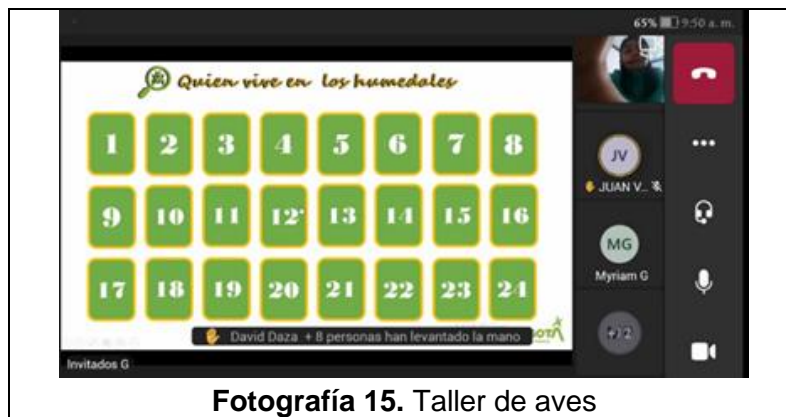 65% 9:50 a. m.
Quien vive en los humedales
1 2 3 4 5 6 7 8
9 10 11 12 13 14 15 16
17 18 19 20 21 22 23 24
JV
JUAN V...
MG
Myriam G
David Daza + 8 personas han levantado la mano
Invitados G
Fotografía 15. Taller de aves